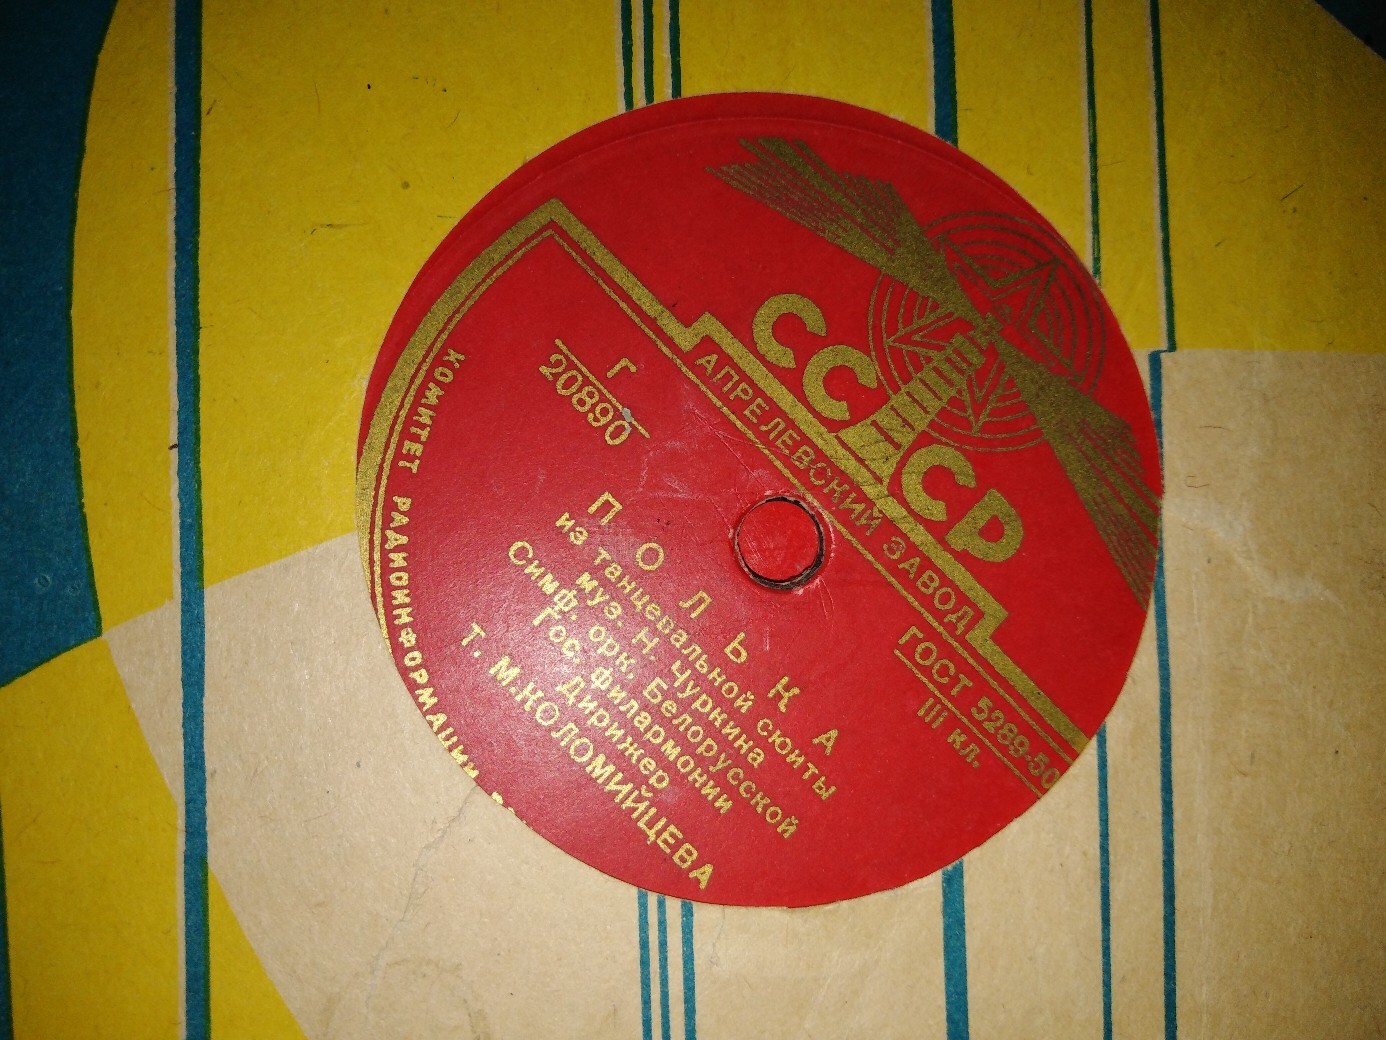 СССР
АПРЕЛЕВСКИЙ ЗАВОД
ГОСТ 5289-50
III кл.
Г
20890
ПОЛЬКА
из танцевальной сюиты
муз. Н. Чуркина
Симф. орк. Белорусской
Гос. филармонии
дирижер
Т. М. КОЛОМИЙЦЕВА
КОМИТЕТ РАДИОИНФОРМАЦИИ